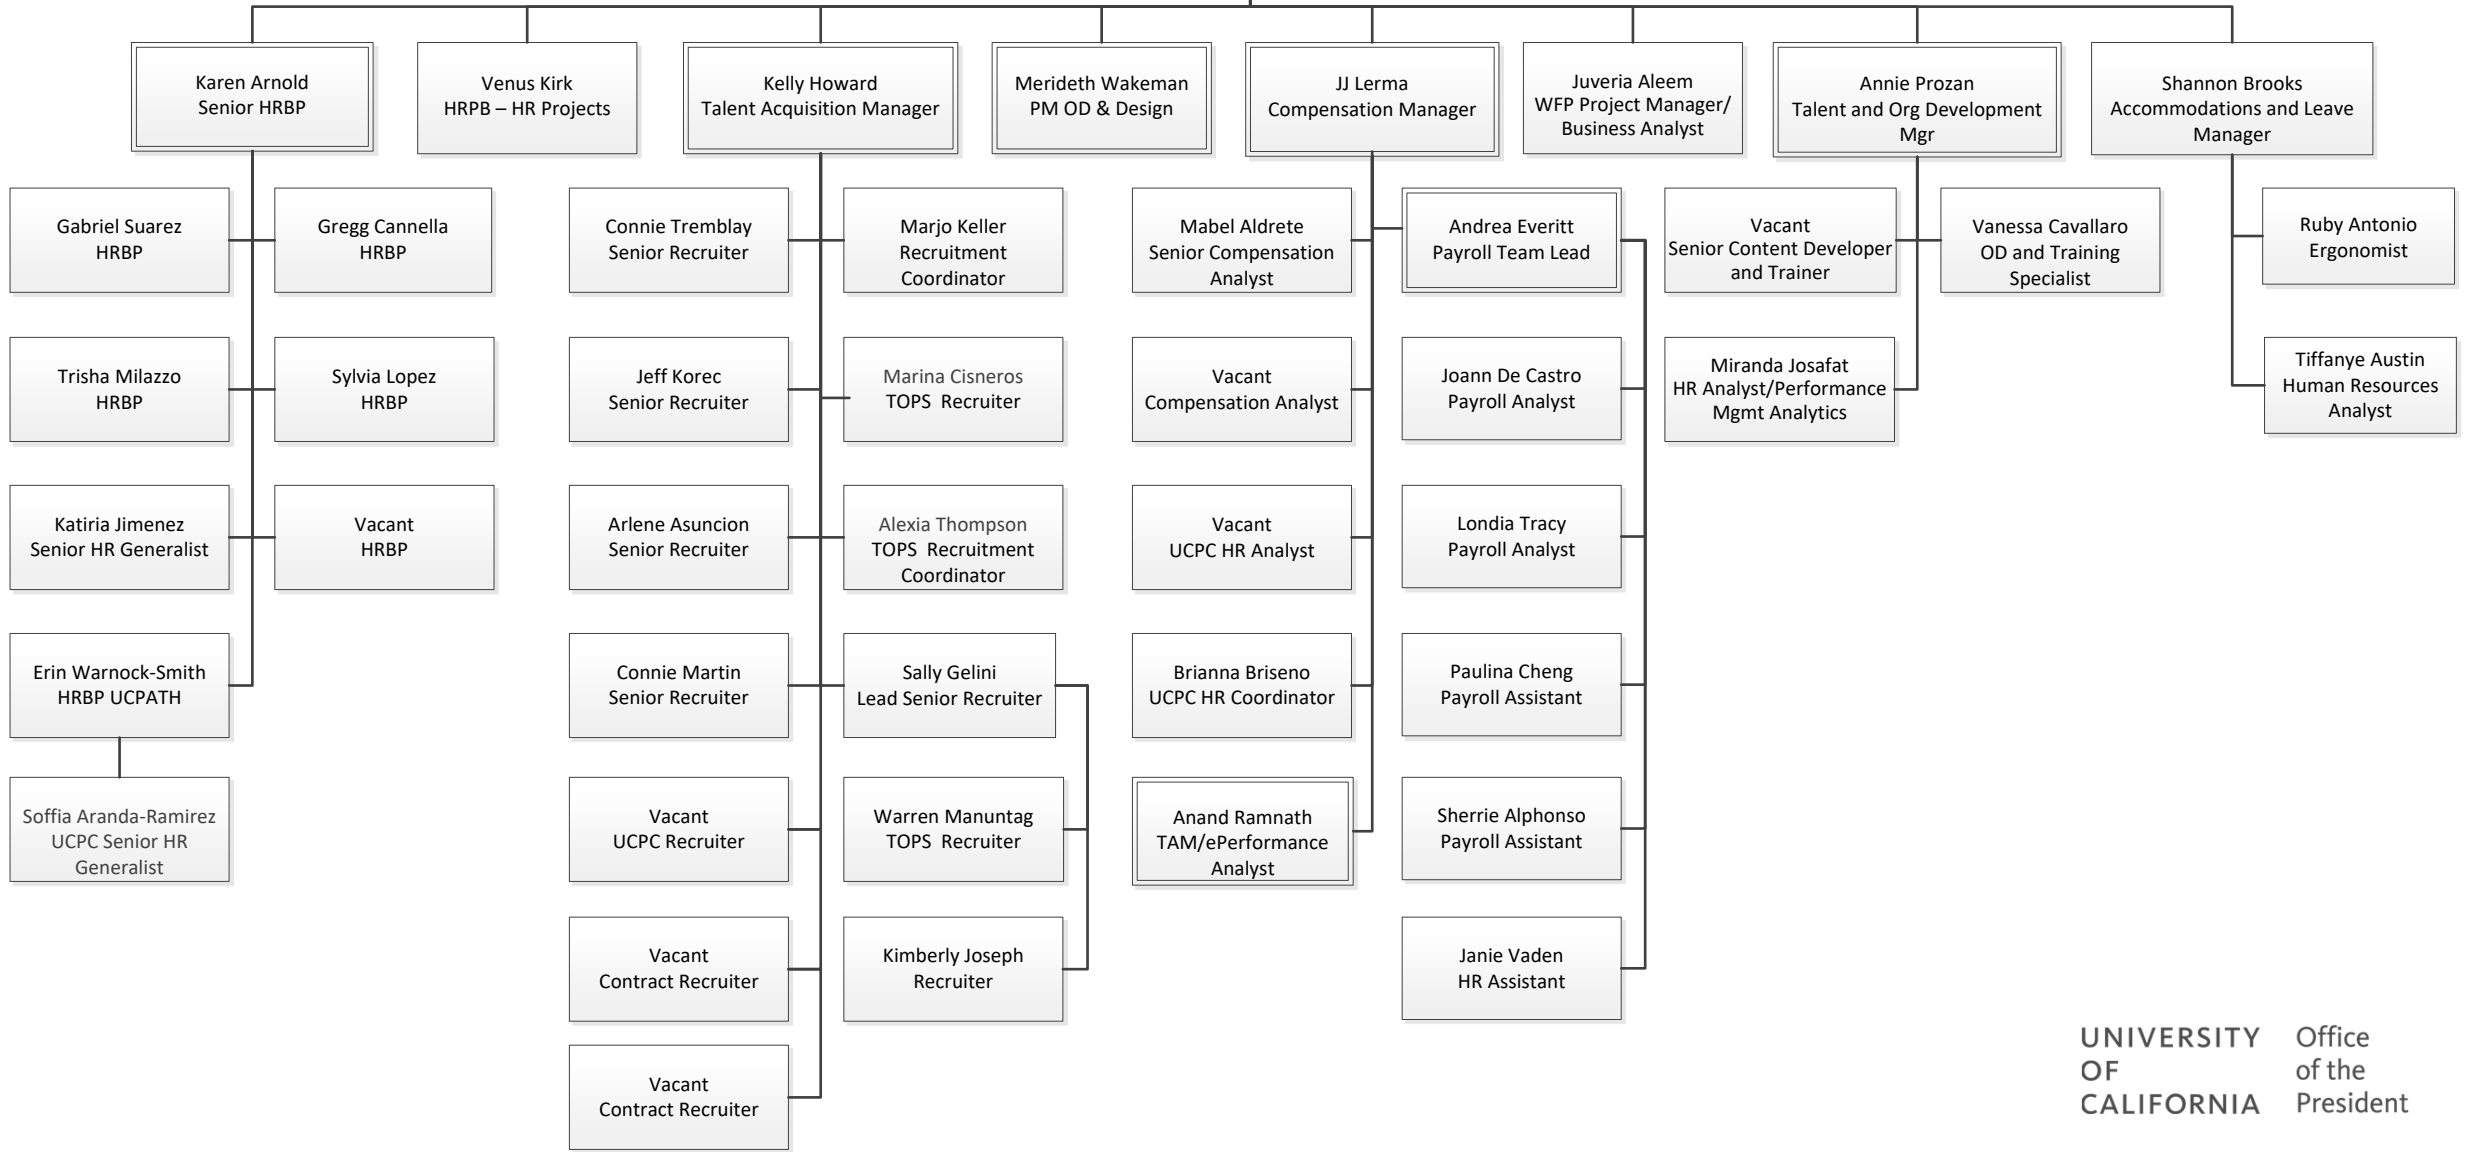 Karen Arnold
Senior HRBP
Venus Kirk
HRPB – HR Projects
Kelly Howard
Talent Acquisition Manager
Merideth Wakeman
PM OD & Design
JJ Lerma
Compensation Manager
Juveria Aleem
WFP Project Manager/
Business Analyst
Annie Prozan
Talent and Org Development
Mgr
Shannon Brooks
Accommodations and Leave
Manager
Gabriel Suarez
HRBP
Gregg Cannella
HRBP
Connie Tremblay
Senior Recruiter
Marjo Keller
Recruitment
Coordinator
Mabel Aldrete
Senior Compensation
Analyst
Andrea Everitt
Payroll Team Lead
Vacant
Senior Content Developer
and Trainer
Vanessa Cavallaro
OD and Training
Specialist
Ruby Antonio
Ergonomist
Trisha Milazzo
HRBP
Sylvia Lopez
HRBP
Jeff Korec
Senior Recruiter
Marina Cisneros
TOPS  Recruiter
Vacant
Compensation Analyst
Joann De Castro
Payroll Analyst
Miranda Josafat
HR Analyst/Performance
Mgmt Analytics
Tiffanye Austin
Human Resources
Analyst
Katiria Jimenez
Senior HR Generalist
Vacant
HRBP
Arlene Asuncion
Senior Recruiter
Alexia Thompson
TOPS  Recruitment
Coordinator
Vacant
UCPC HR Analyst
Londia Tracy
Payroll Analyst
Erin Warnock-Smith
HRBP UCPATH
Connie Martin
Senior Recruiter
Sally Gelini
Lead Senior Recruiter
Brianna Briseno
UCPC HR Coordinator
Paulina Cheng
Payroll Assistant
Soffia Aranda-Ramirez
UCPC Senior HR
Generalist
Vacant
UCPC Recruiter
Warren Manuntag
TOPS  Recruiter
Anand Ramnath
TAM/ePerformance
Analyst
Sherrie Alphonso
Payroll Assistant
Vacant
Contract Recruiter
Kimberly Joseph
Recruiter
Janie Vaden
HR Assistant
Vacant
Contract Recruiter
UNIVERSITY
OF
CALIFORNIA
Office
of the
President